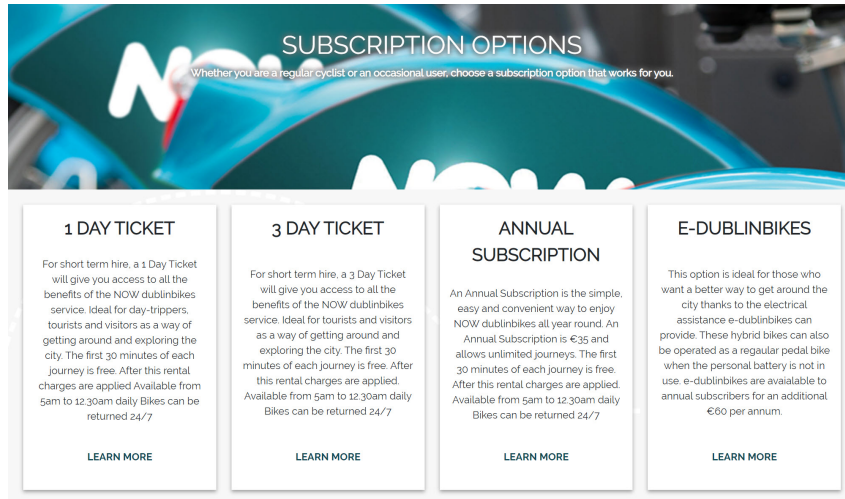 NOW
NOW
SUBSCRIPTION OPTIONS
Whether you are a regular cyclist or an occasional user, choose a subscription option that works for you.
1 DAY TICKET
For short term hire, a 1 Day Ticket
will give you access to all the
benefits of the NOW dublinbikes
service. Ideal for day-trippers,
tourists and visitors as a way of
getting around and exploring the
city. The first 30 minutes of each
journey is free. After this rental
charges are applied Available from
5am to 12.30am daily Bikes can be
returned 24/7
LEARN MORE
3 DAY TICKET
For short term hire, a 3 Day Ticket
will give you access to all the
benefits of the NOW dublinbikes
service. Ideal for tourists and visitors
as a way of getting around and
exploring the city. The first 30
minutes of each journey is free. After
this rental charges are applied.
Available from 5am to 12.30am daily
Bikes can be returned 24/7
LEARN MORE
ANNUAL
SUBSCRIPTION
An Annual Subscription is the simple,
easy and convenient way to enjoy
NOW dublinbikes all year round. An
Annual Subscription is €35 and
allows unlimited journeys. The first
30 minutes of each journey is free.
After this rental charges are applied.
Available from 5am to 12.30am daily
Bikes can be returned 24/7
LEARN MORE
E-DUBLINBIKES
This option is ideal for those who
want a better way to get around the
city thanks to the electrical
assistance e-dublinbikes can
provide. These hybrid bikes can also
be operated as a regaular pedal bike
when the personal battery is not in
use. e-dublinbikes are avaialable to
annual subscribers for an additional
€60 per annum.
LEARN MORE